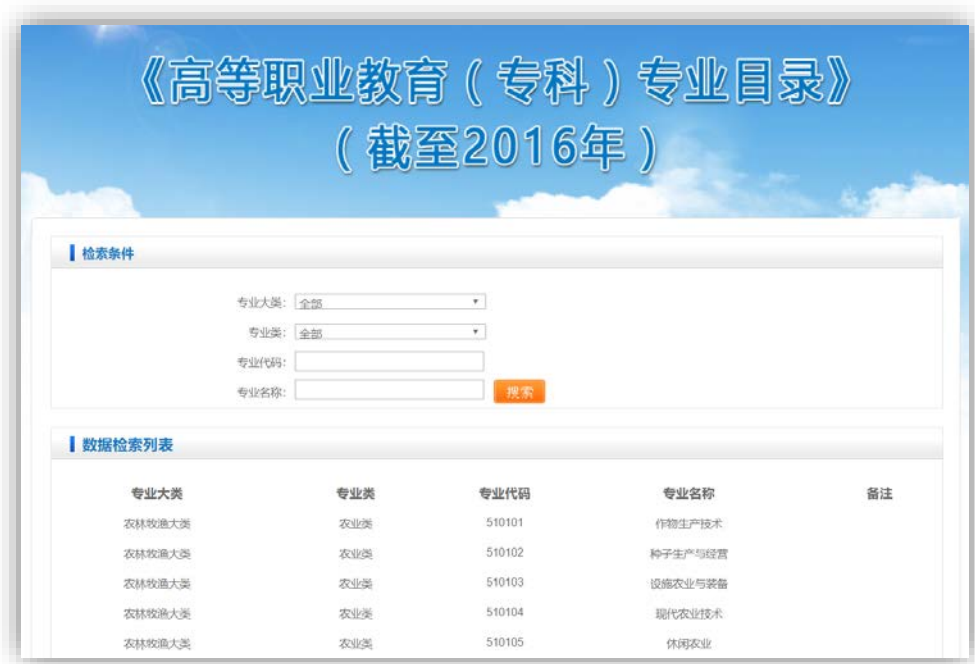 《高等职业教育（专科）专业目录》
（截至2016年）
检索条件
专业大类： 全部
专业类： 全部
专业代码：
专业名称： 搜索
数据检索列表
专业大类 专业类 专业代码 专业名称 备注
农林牧渔大类 农业类 510101 作物生产技术
农林牧渔大类 农业类 510102 种子生产与经营
农林牧渔大类 农业类 510103 设施农业与装备
农林牧渔大类 农业类 510104 现代农业技术
农林牧渔大类 农业类 510105 休闲农业